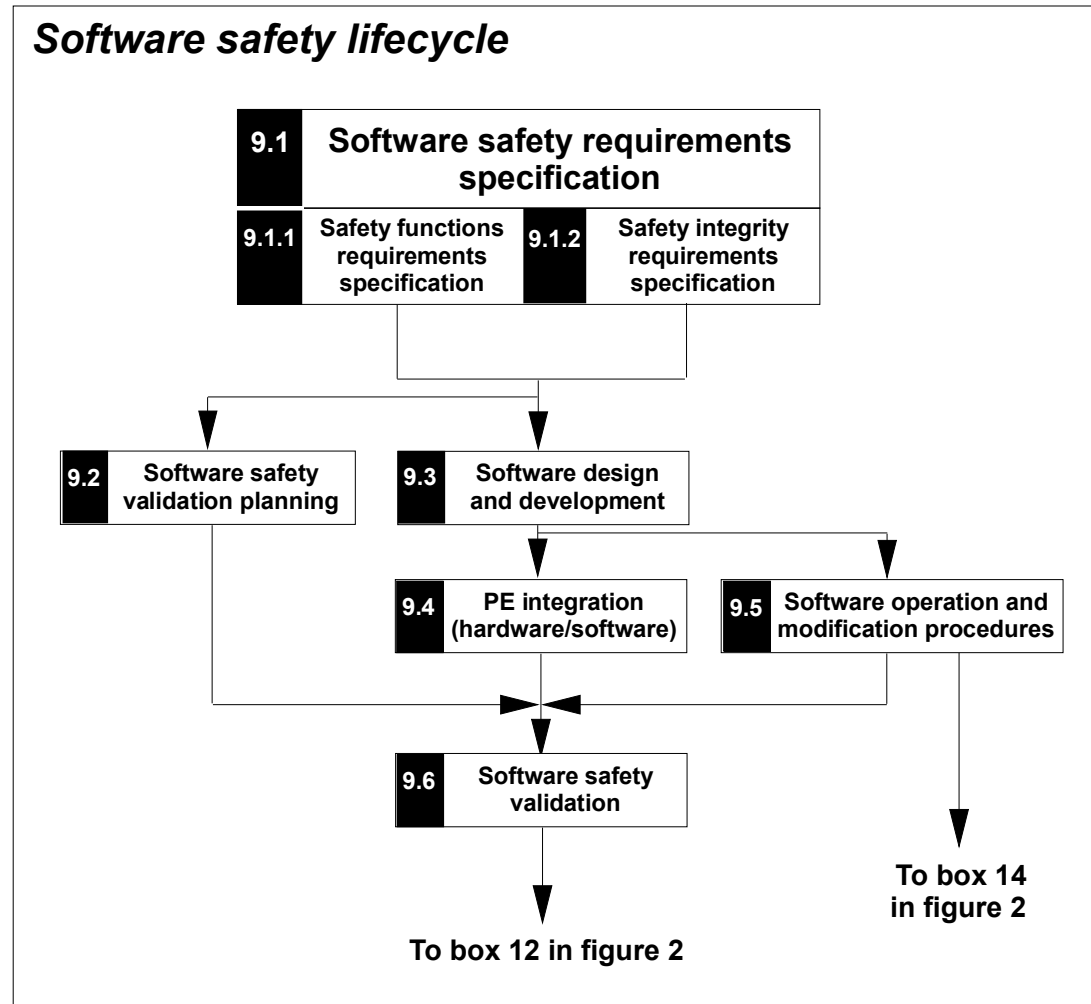 Software safety lifecycle
9.1
Software safety requirements
specification
9.1.1
Safety functions
requirements
specification
9.1.2
Safety integrity
requirements
specification
9.2
Software safety
validation planning
9.3
Software design
and development
9.4
PE integration
(hardware/software)
9.5
Software operation and
modification procedures
9.6
Software safety
validation
To box 14
in figure 2
To box 12 in figure 2